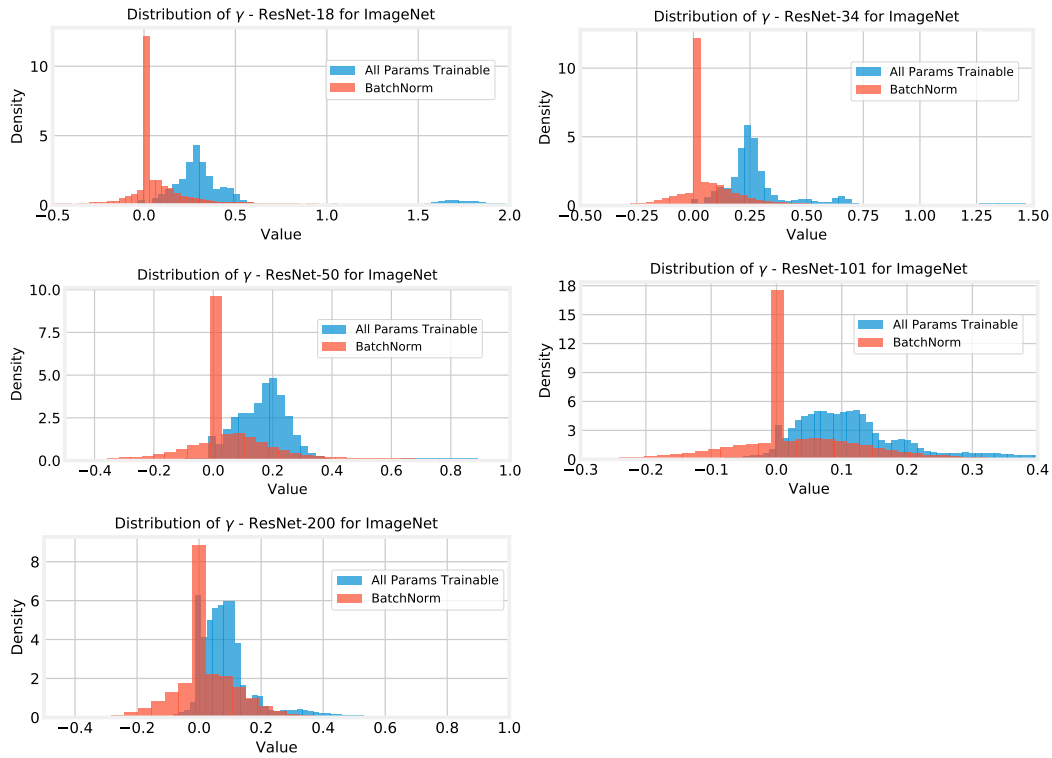 Distribution of γ - ResNet-18 for ImageNet
Density
10
5
0
All Params Trainable
BatchNorm
−0.5 0.0 0.5 1.0 1.5 2.0
Value
Distribution of γ - ResNet-34 for ImageNet
Density
10
5
0
All Params Trainable
BatchNorm
−0.50 −0.25 0.00 0.25 0.50 0.75 1.00 1.25 1.50
Value
Distribution of γ - ResNet-50 for ImageNet
Density
10.0
7.5
5.0
2.5
0.0
All Params Trainable
BatchNorm
−0.4 −0.2 0.0 0.2 0.4 0.6 0.8 1.0
Value
Distribution of γ - ResNet-101 for ImageNet
Density
18
15
12
9
6
3
0
All Params Trainable
BatchNorm
−0.3 −0.2 −0.1 0.0 0.1 0.2 0.3 0.4
Value
Distribution of γ - ResNet-200 for ImageNet
Density
8
6
4
2
0
All Params Trainable
BatchNorm
−0.4 −0.2 0.0 0.2 0.4 0.6 0.8 1.0
Value